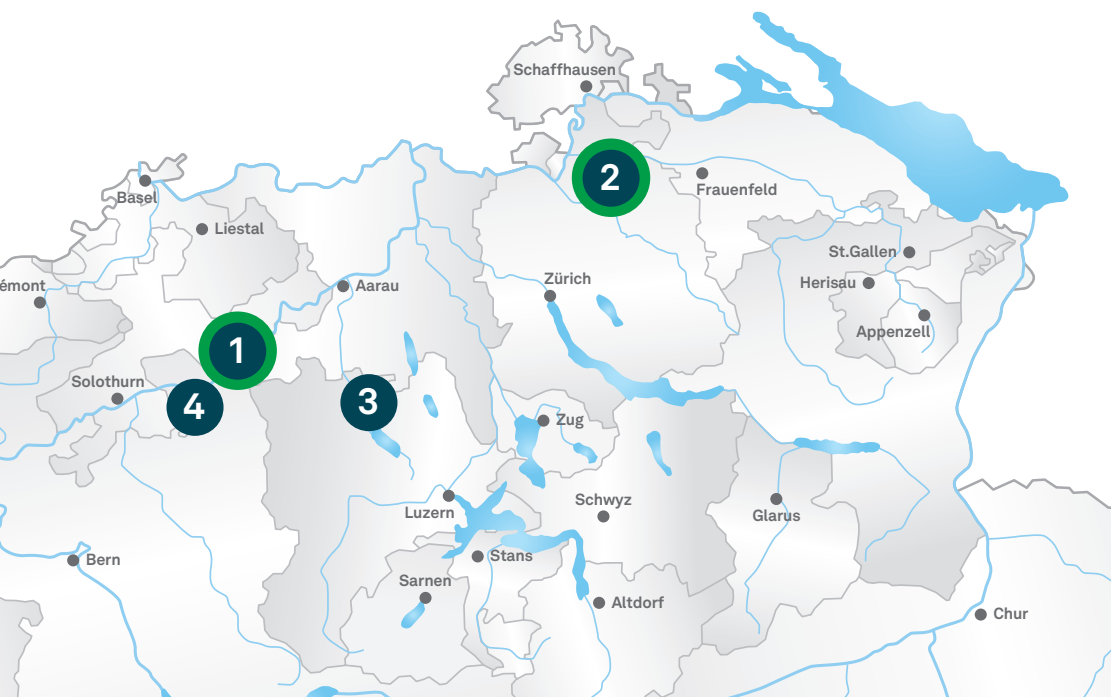 Schaffhausen
2
Basel
Frauenfeld
Liestal
St.Gallen
Zürich
Herisau
émont
Aarau
Appenzell
1
Solothurn
4
3
Zug
Schwyz
Luzern
Glarus
Bern
Stans
Sarnen
Altdorf
Chur